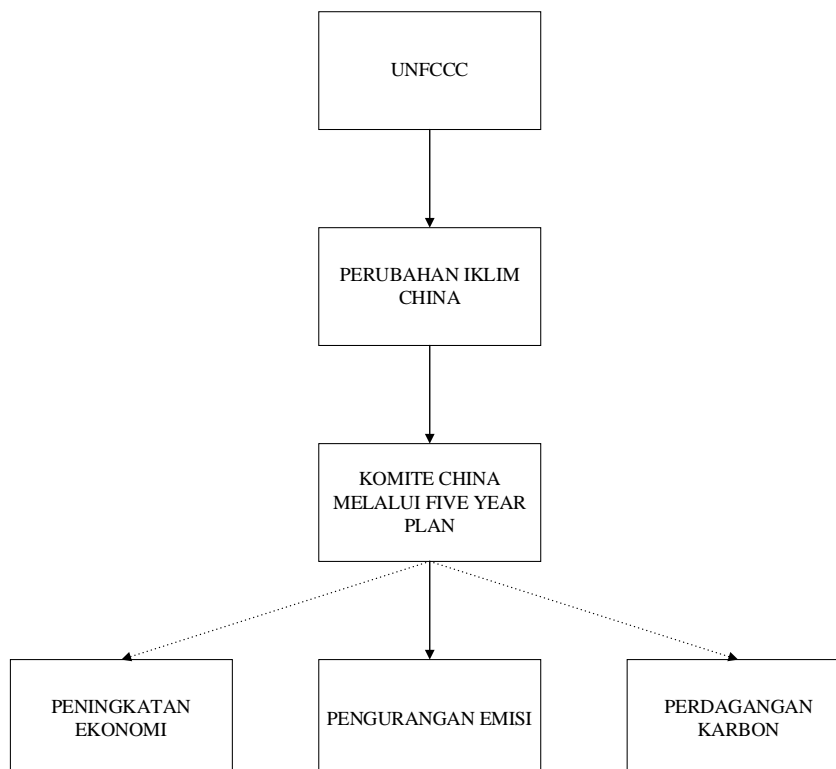 UNFCCC
PERUBAHAN IKLIM
CHINA
KOMITE CHINA
MELALUI FIVE YEAR
PLAN
PENINGKATAN
EKONOMI
PENGURANGAN EMISI
PERDAGANGAN
KARBON